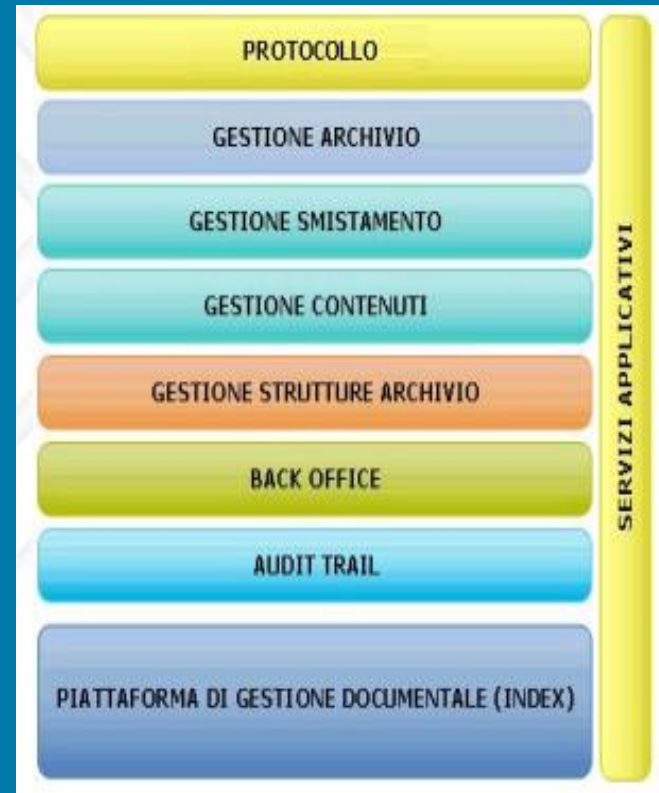 PROTOCOLLO
GESTIONE ARCHIVIO
GESTIONE SMISTAMENTO
GESTIONE CONTENUTI
GESTIONE STRUTTURE ARCHIVIO
BACK OFFICE
AUDIT TRAIL
PIATTAFORMA DI GESTIONE DOCUMENTALE (INDEX)
SERVIZI APPLICATIVI